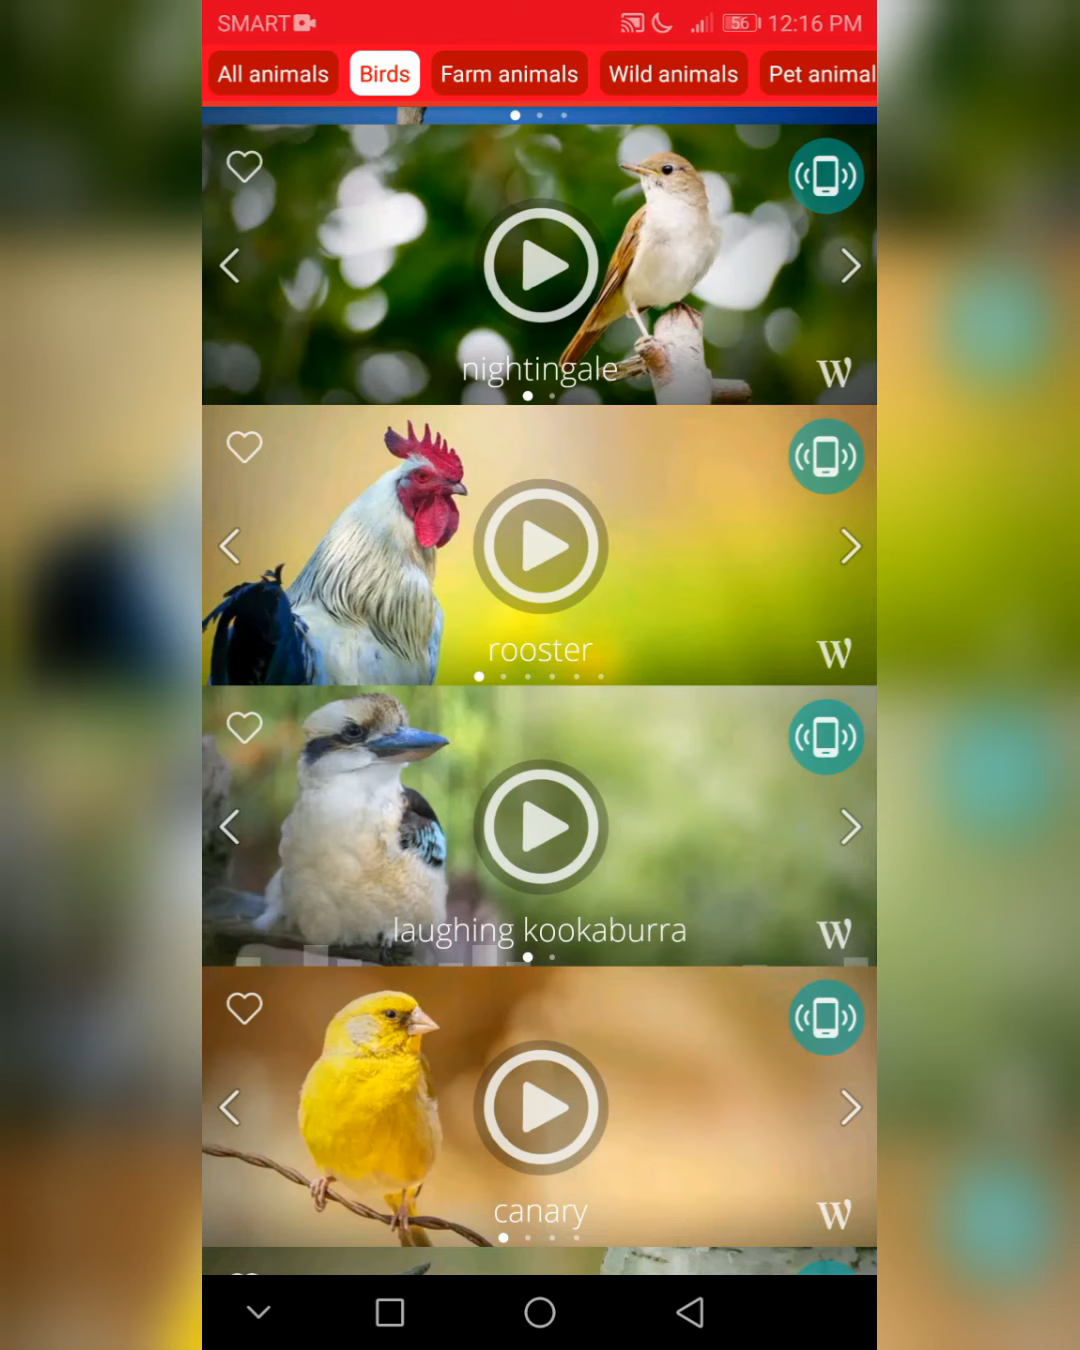 SMART 56 12:16 PM
All animals Birds Farm animals Wild animals Pet animal
nightingale
W
rooster
W
laughing kookaburra
W
canary
W